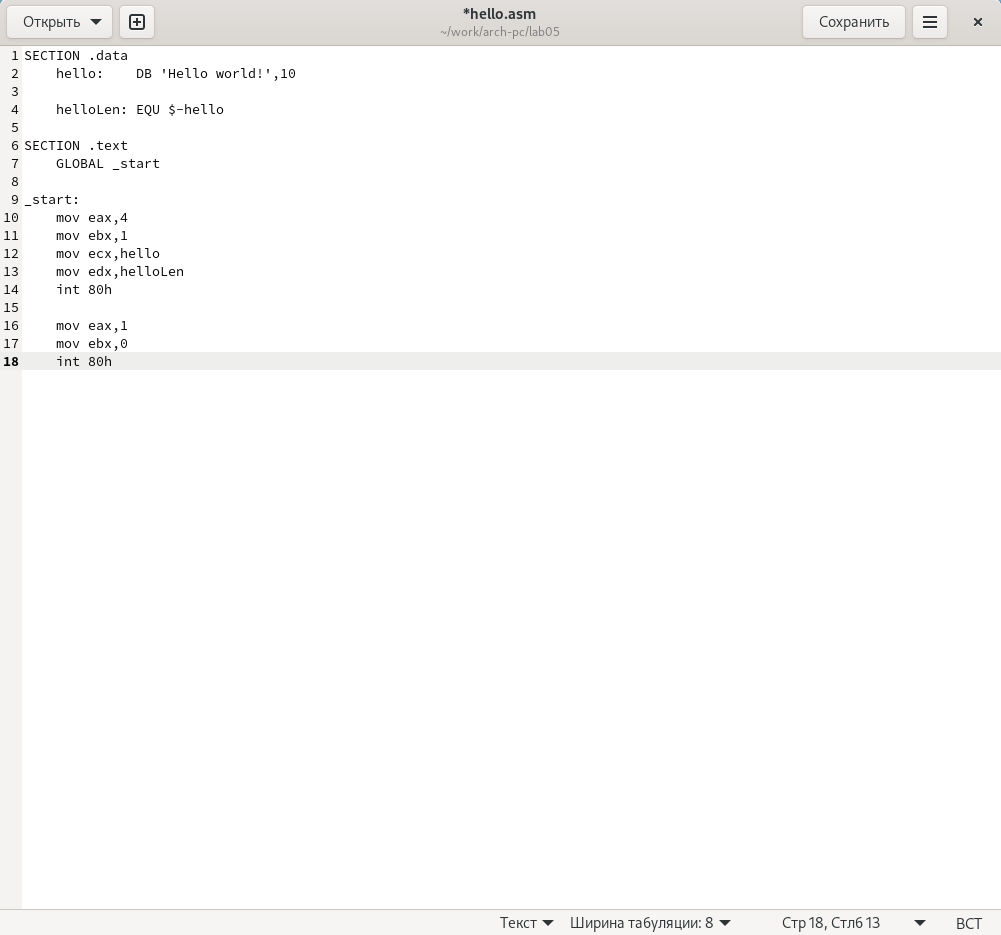 Открыть
*hello.asm
~/work/arch-pc/lab05
Сохранить
1 SECTION .data
2     hello:    DB 'Hello world!',10
3
4     helloLen: EQU $-hello
5
6 SECTION .text
7     GLOBAL _start
8
9 _start:
10     mov eax,4
11     mov ebx,1
12     mov ecx,hello
13     mov edx,helloLen
14     int 80h
15
16     mov eax,1
17     mov ebx,0
18     int 80h
Текст Ширина табуляции: 8 Стр 18, Стлб 13 ВСТ